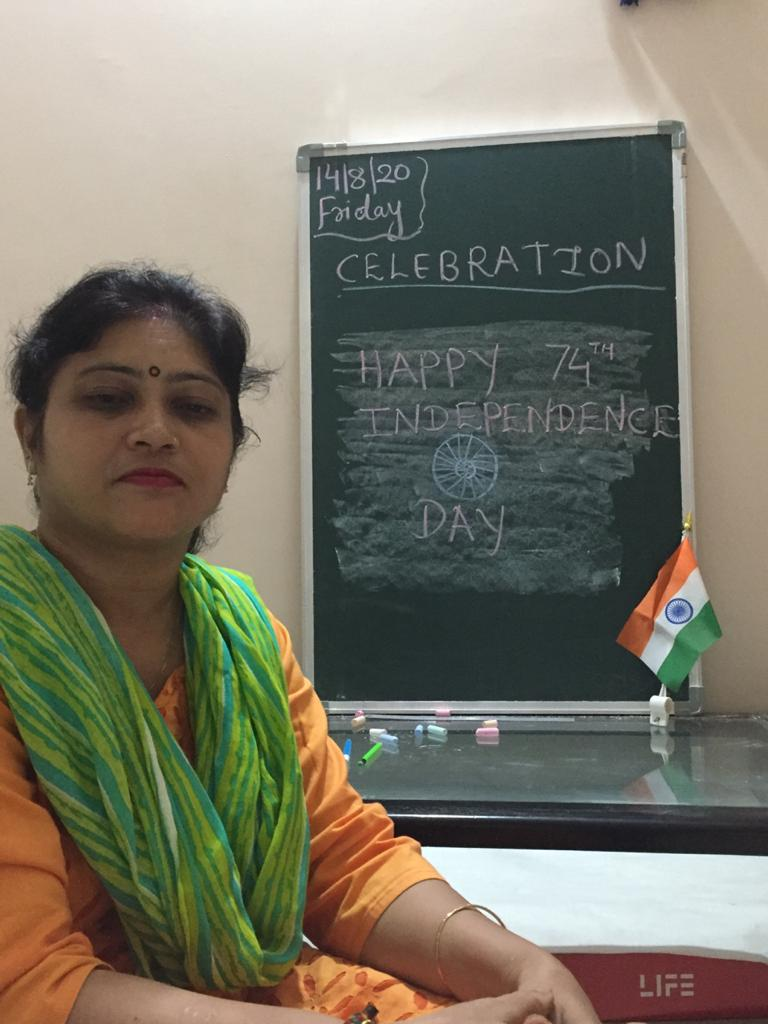 14/8/20
Friday
CELEBRATION
HAPPY 74TH
INDEPENDENCE
DAY
LIFE